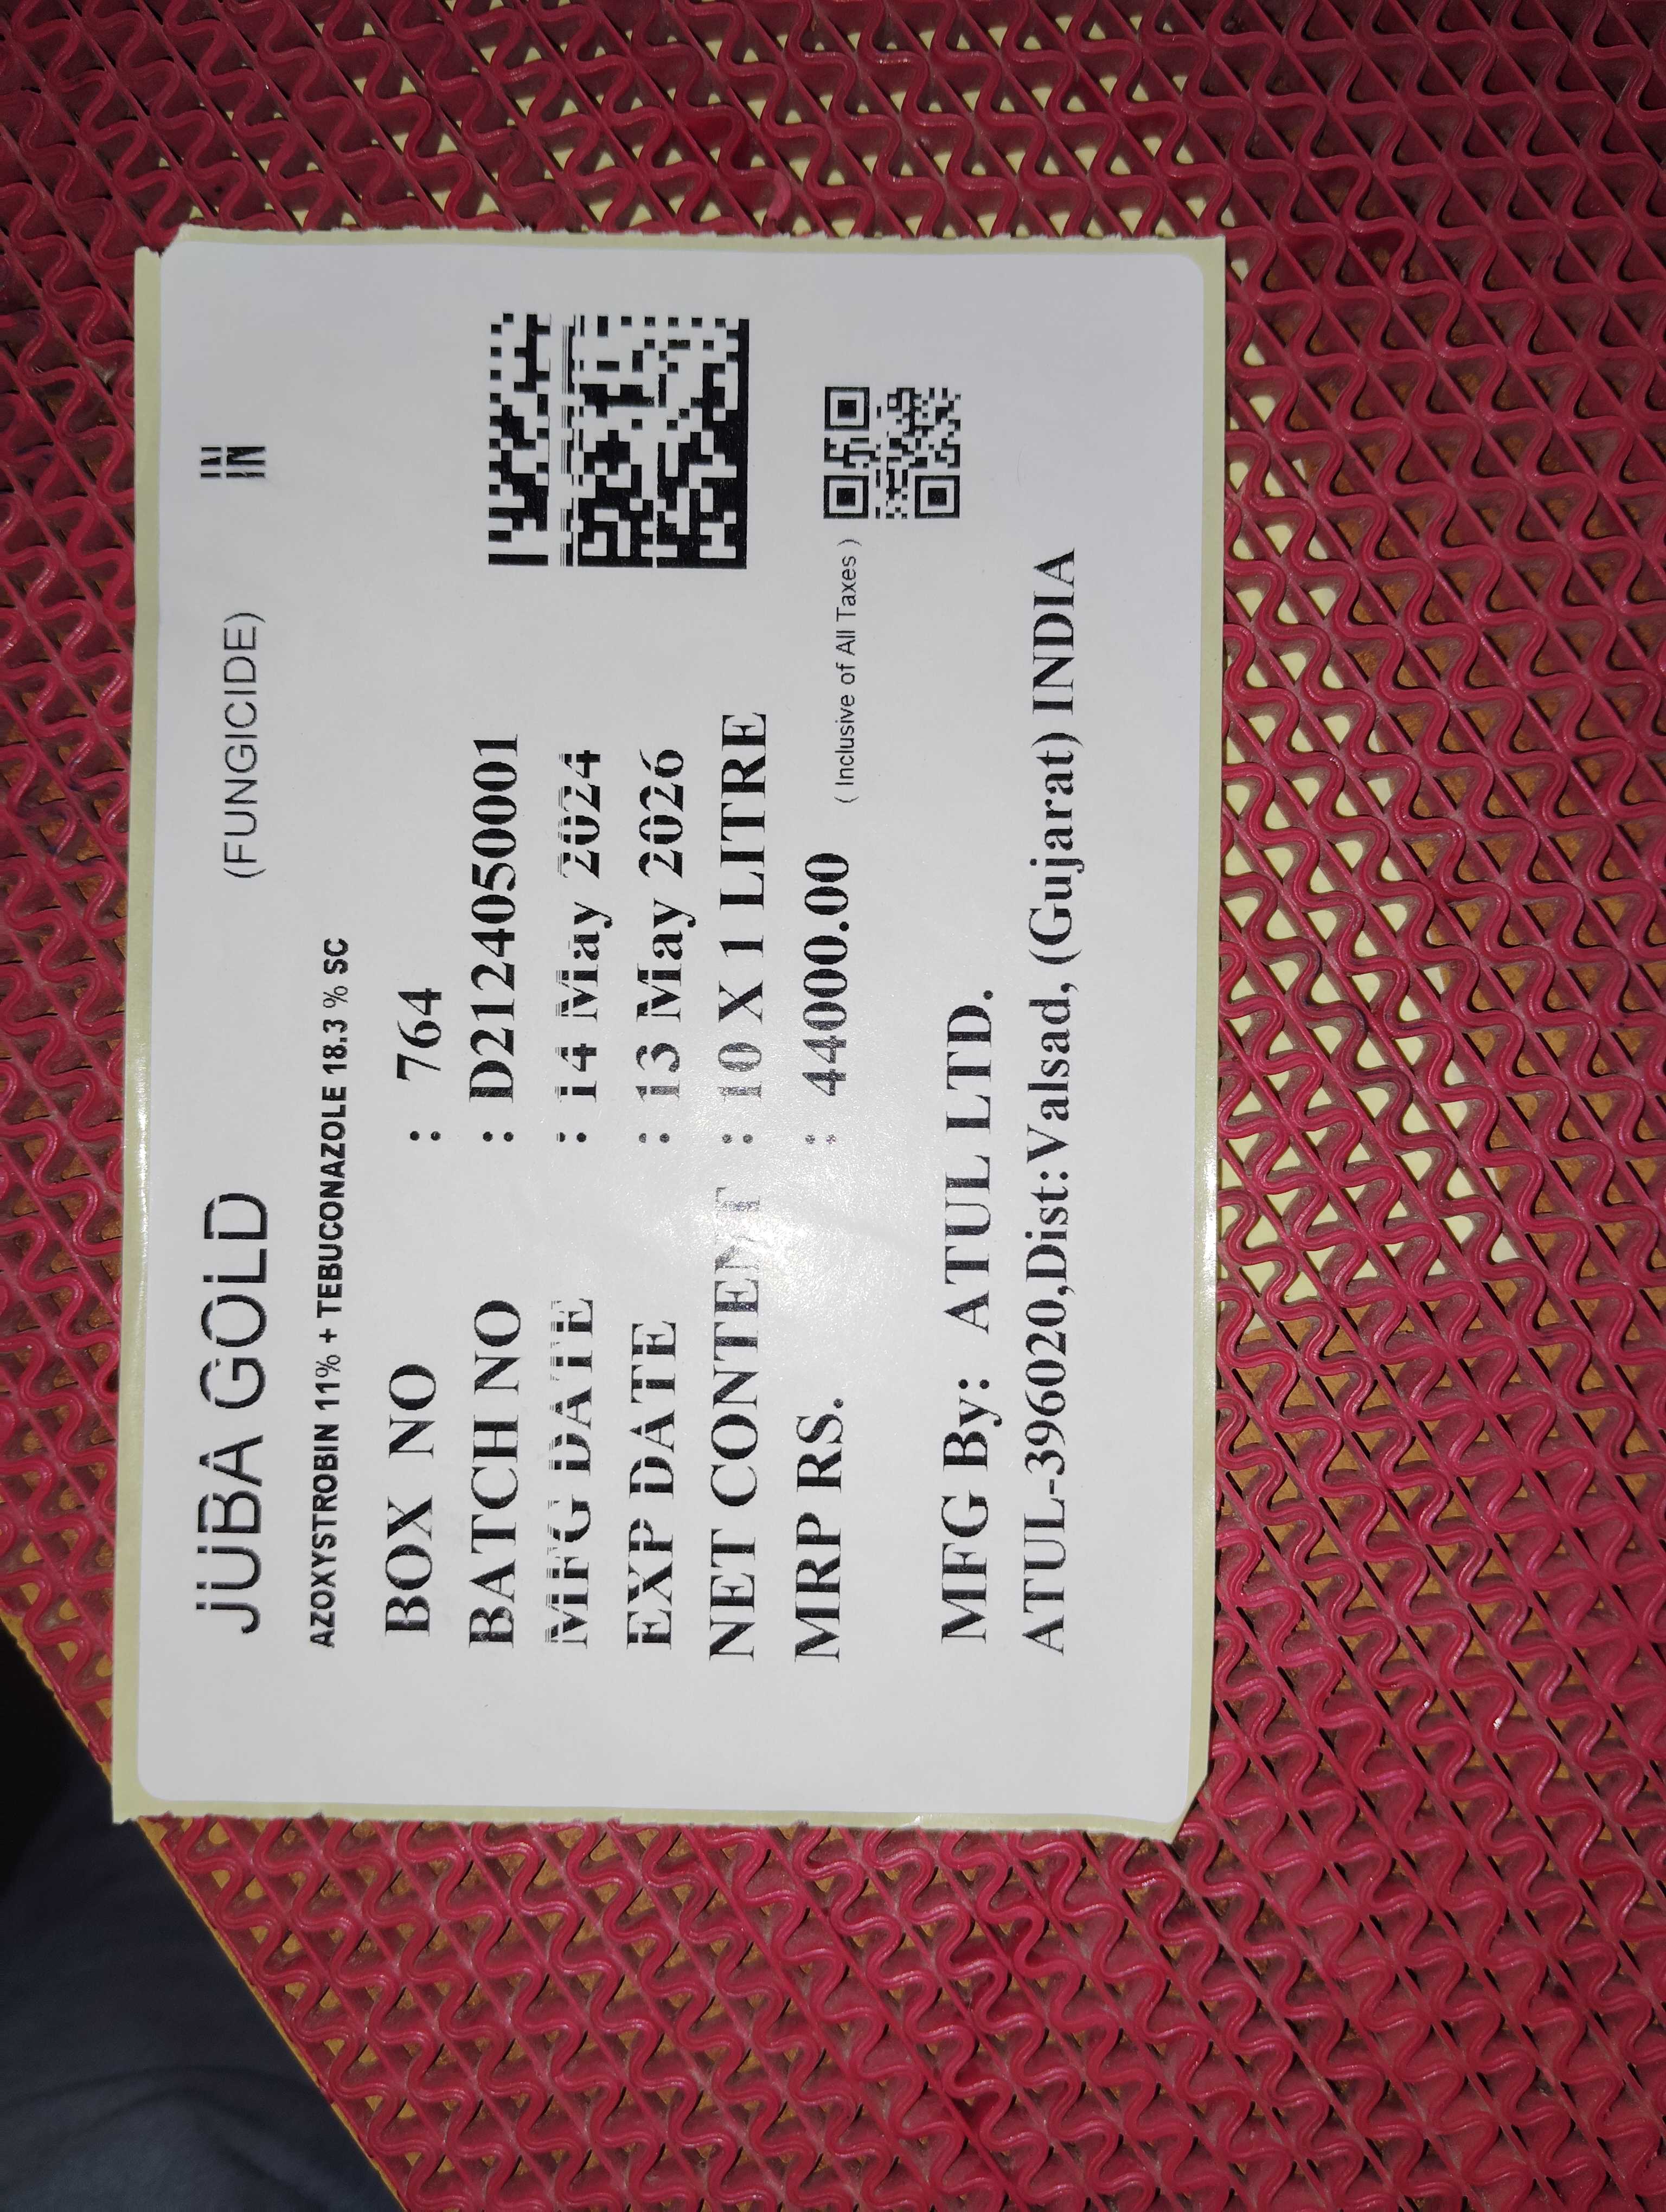 JUBA GOLD (FUNGICIDE) IN
AZOXYSTROBIN 11% + TEBUCONAZOLE 18.3 % SC
BOX NO : 764
BATCH NO : D212405001
MFG DATE : 14 May 2024
EXP DATE : 13 May 2026
NET CONTENT : 10 X 1 LITRE
MRP RS. : 44000.00 ( Inclusive of All Taxes )
MFG By: ATUL LTD.
ATUL-396020,Dist:Valsad, (Gujarat) INDIA